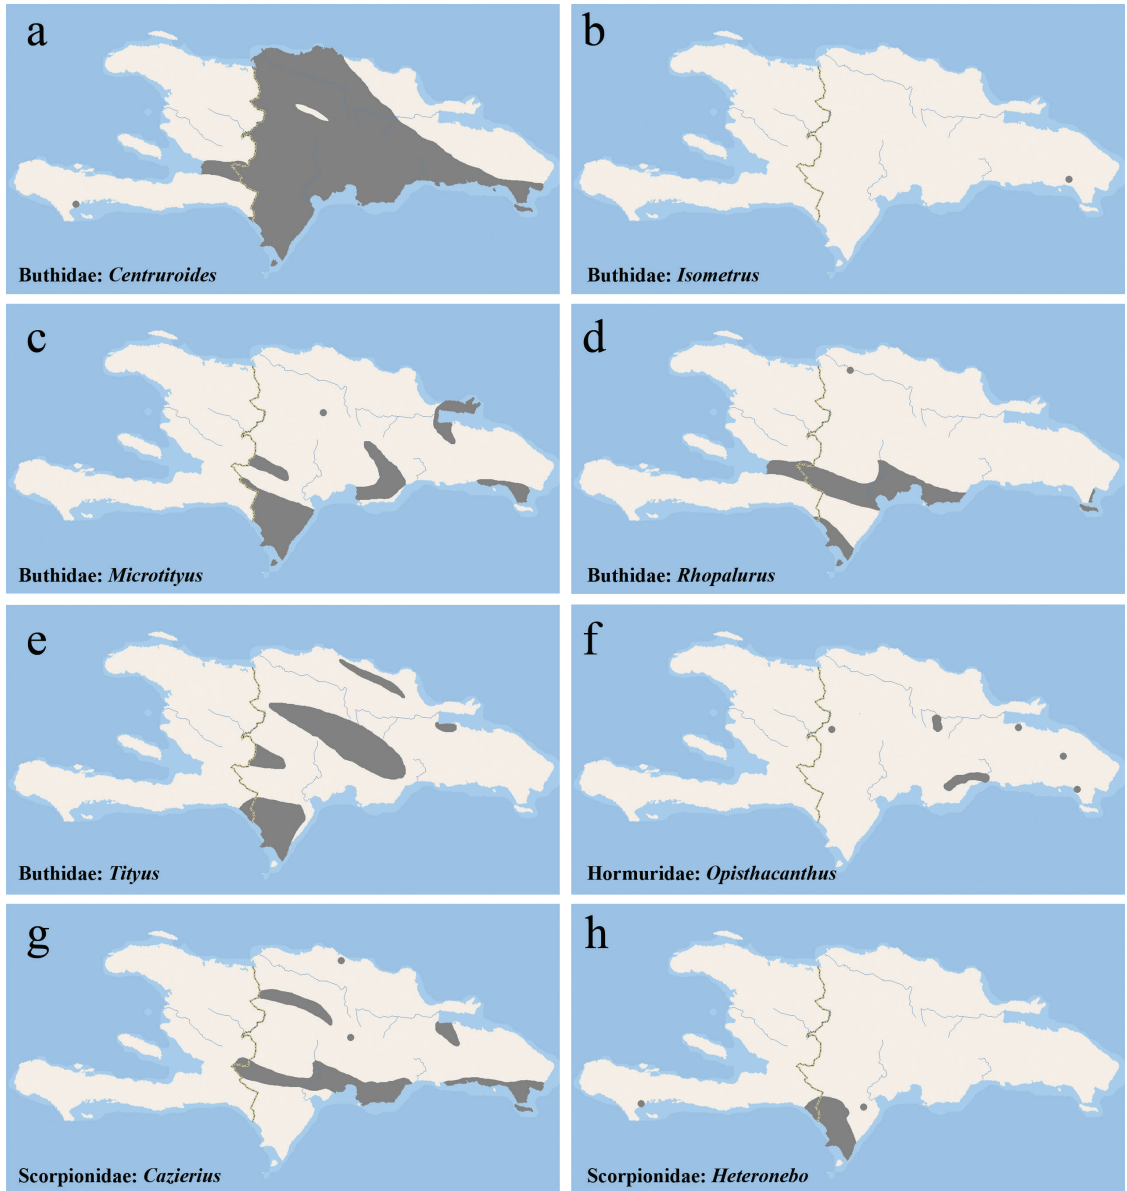 a
Buthidae: Centruroides
b
Buthidae: Isometrus
c
Buthidae: Microtityus
d
Buthidae: Rhopalurus
e
Buthidae: Tityus
f
Hormuridae: Opisthacanthus
g
Scorpionidae: Cazierius
h
Scorpionidae: Heteronebo